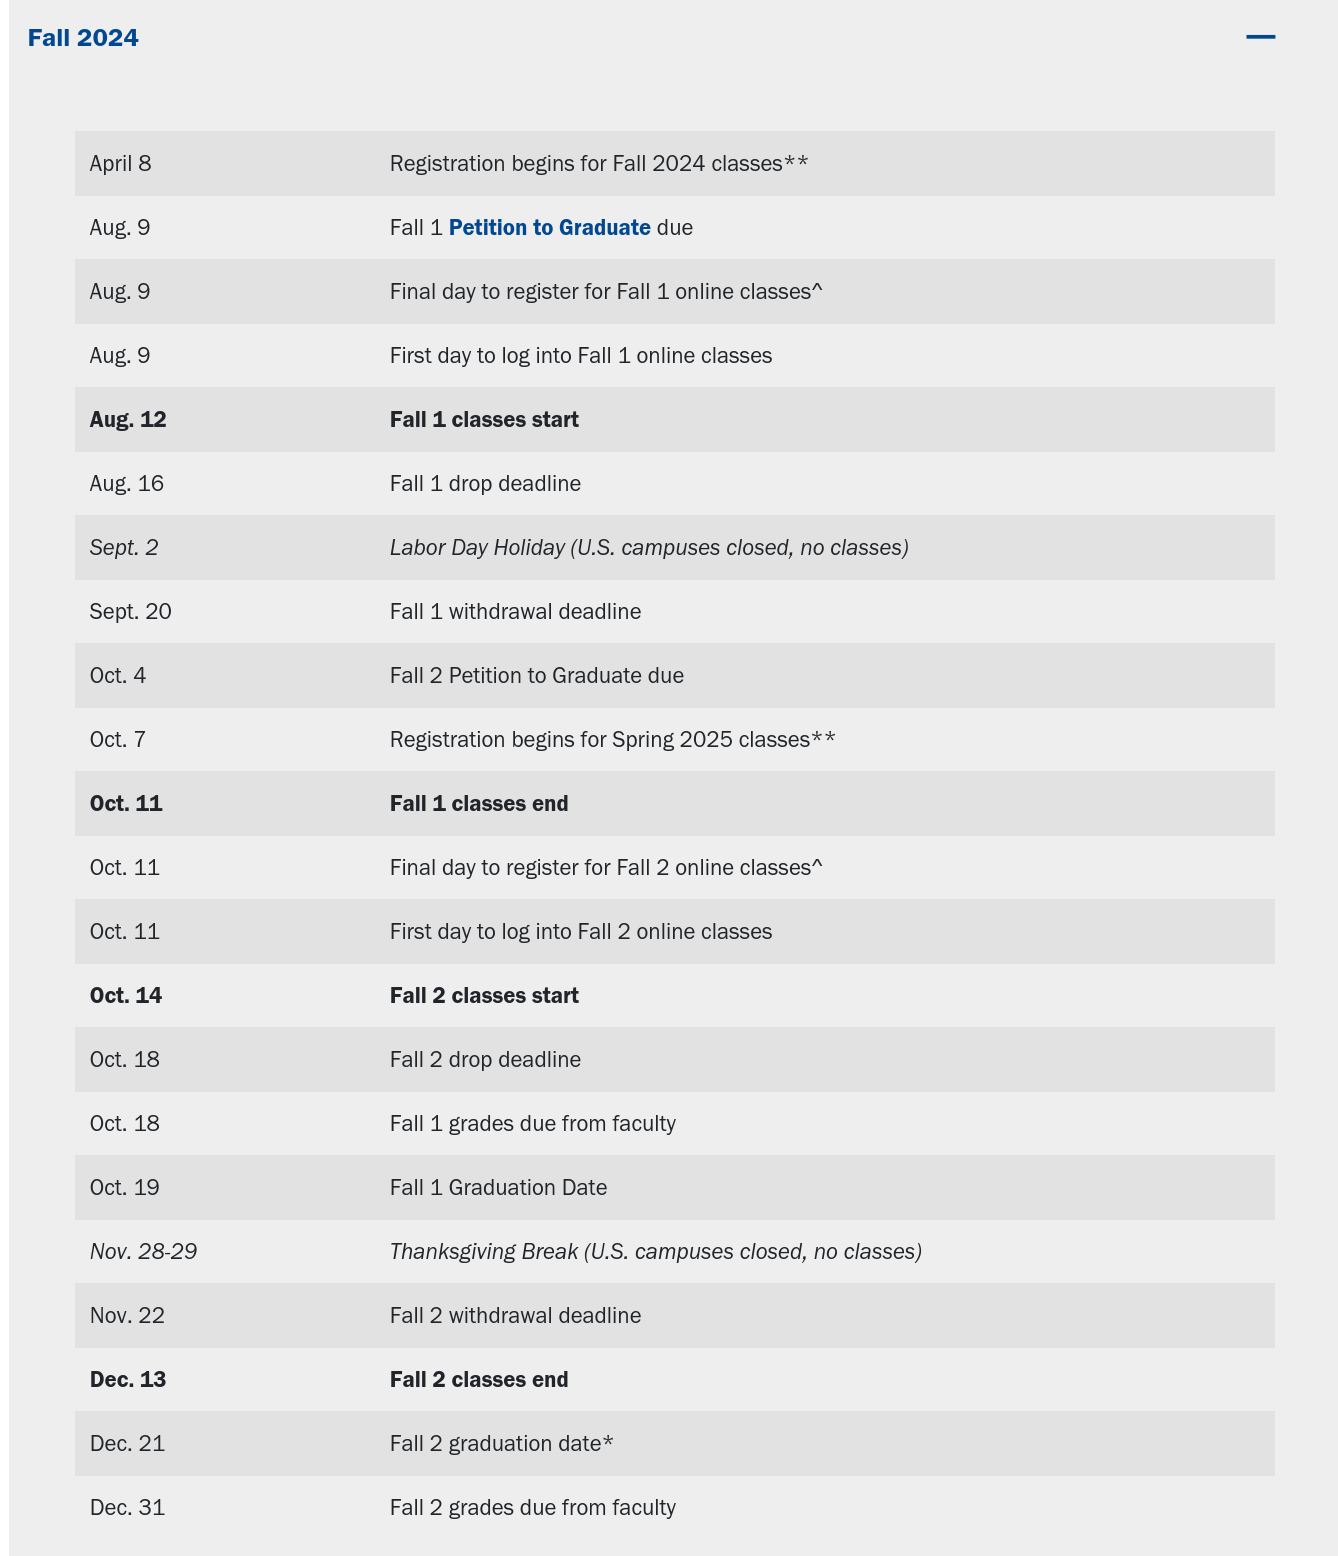 Fall 2024
April 8 Registration begins for Fall 2024 classes**
Aug. 9 Fall 1 Petition to Graduate due
Aug. 9 Final day to register for Fall 1 online classes^
Aug. 9 First day to log into Fall 1 online classes
Aug. 12 Fall 1 classes start
Aug. 16 Fall 1 drop deadline
Sept. 2 Labor Day Holiday (U.S. campuses closed, no classes)
Sept. 20 Fall 1 withdrawal deadline
Oct. 4 Fall 2 Petition to Graduate due
Oct. 7 Registration begins for Spring 2025 classes**
Oct. 11 Fall 1 classes end
Oct. 11 Final day to register for Fall 2 online classes^
Oct. 11 First day to log into Fall 2 online classes
Oct. 14 Fall 2 classes start
Oct. 18 Fall 2 drop deadline
Oct. 18 Fall 1 grades due from faculty
Oct. 19 Fall 1 Graduation Date
Nov. 28-29 Thanksgiving Break (U.S. campuses closed, no classes)
Nov. 22 Fall 2 withdrawal deadline
Dec. 13 Fall 2 classes end
Dec. 21 Fall 2 graduation date*
Dec. 31 Fall 2 grades due from faculty